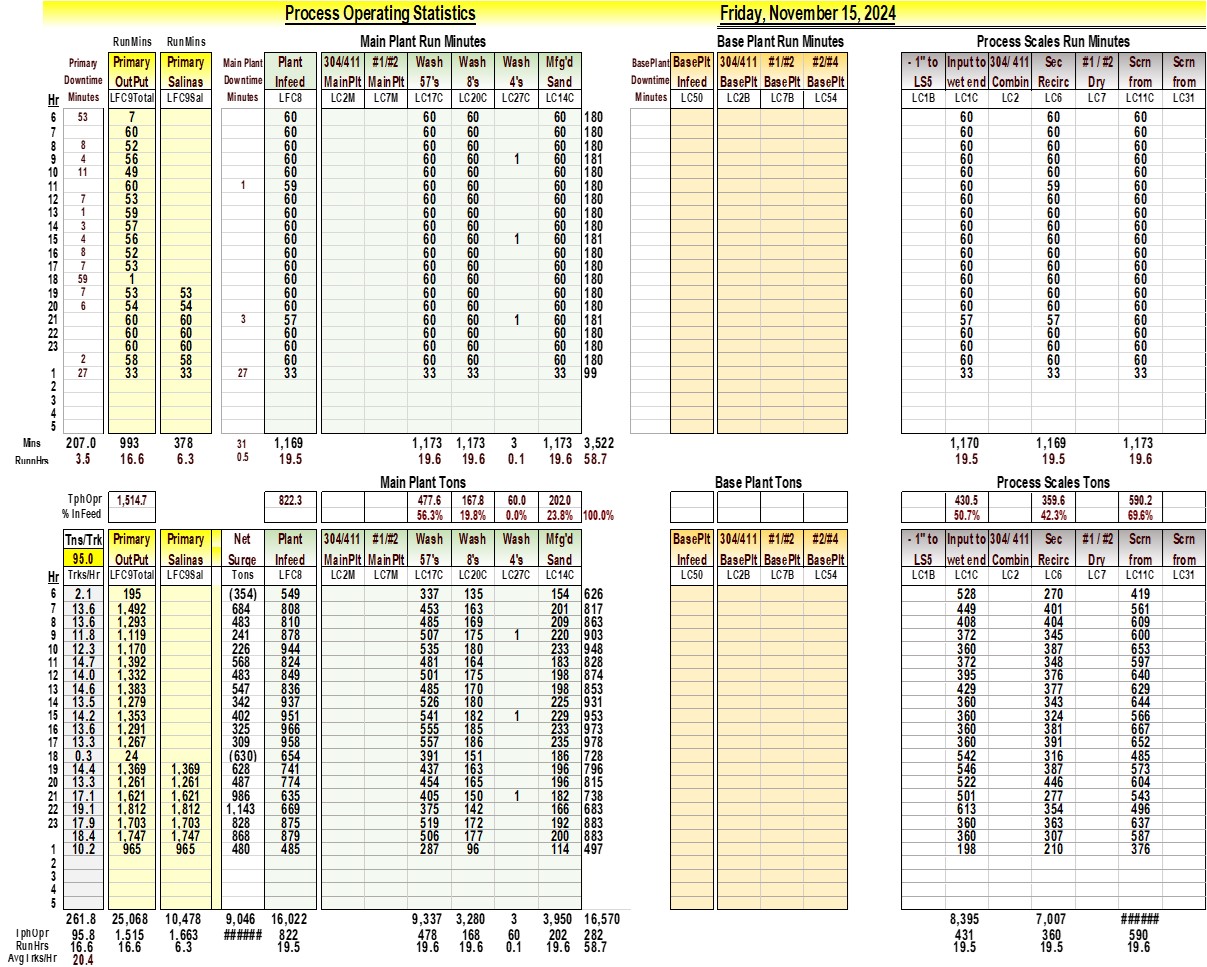 Process Operating Statistics Friday, November 15, 2024
RunMins RunMins Main Plant Run Minutes Base Plant Run Minutes Process Scales Run Minutes
Primary Primary Primary Main Plant Plant 304/411 #1/#2 Wash Wash Wash Mfg'd BasePlant BasePlt 304/411 #1/#2 #2/#4 - 1" to Input to 304/ 411 Sec #1 / #2 Scrn Scrn
Downtime OutPut Salinas Downtime Infeed MainPlt MainPlt 57's 8's 4's Sand Downtime Infeed BasePlt BasePlt BasePlt LS5 wet end Combin Recirc Dry from from
Hr Minutes LFC9Total LFC9Sal Minutes LFC8 LC2M LC7M LC17C LC20C LC27C LC14C Minutes LC50 LC2B LC7B LC54 LC1B LC1C LC2 LC6 LC7 LC11C LC31
6 53 7 60 60 60 60 180 60 60 60
7 60 60 60 60 60 180 60 60 60
8 8 52 60 60 60 60 180 60 60 60
9 4 56 60 60 60 1 60 181 60 60 60
10 11 49 60 60 60 60 180 60 60 60
11 60 1 59 60 60 60 180 60 59 60
12 7 53 60 60 60 60 180 60 60 60
13 1 59 60 60 60 60 180 60 60 60
14 3 57 60 60 60 60 180 60 60 60
15 4 56 60 60 60 1 60 181 60 60 60
16 8 52 60 60 60 60 180 60 60 60
17 7 53 60 60 60 60 180 60 60 60
18 59 1 60 60 60 60 180 60 60 60
19 7 53 53 60 60 60 60 180 60 60 60
20 6 54 54 60 60 60 60 180 60 60 60
21 60 60 3 57 60 60 1 60 181 57 57 60
22 60 60 60 60 60 60 180 60 60 60
23 60 60 60 60 60 60 180 60 60 60
2 58 58 60 60 60 60 180 60 60 60
1 27 33 33 27 33 33 33 33 99 33 33 33
2
3
4
5
Mins 207.0 993 378 31 1,169 1,173 1,173 3 1,173 3,522 1,170 1,169 1,173
RunnHrs 3.5 16.6 6.3 0.5 19.5 19.6 19.6 0.1 19.6 58.7 19.5 19.5 19.6
Main Plant Tons Base Plant Tons Process Scales Tons
TphOpr 1,514.7 822.3 477.6 167.8 60.0 202.0 430.5 359.6 590.2
% InFeed 56.3% 19.8% 0.0% 23.8% 100.0% 50.7% 42.3% 69.6%
Tns/Trk Primary Primary Net Plant 304/411 #1/#2 Wash Wash Wash Mfg'd BasePlt 304/411 #1/#2 #2/#4 - 1" to Input to 304/ 411 Sec #1 / #2 Scrn Scrn
95.0 OutPut Salinas Surge Infeed MainPlt MainPlt 57's 8's 4's Sand Infeed BasePlt BasePlt BasePlt LS5 wet end Combin Recirc Dry from from
Hr Trks/Hr LFC9Total LFC9Sal Tons LFC8 LC2M LC7M LC17C LC20C LC27C LC14C LC50 LC2B LC7B LC54 LC1B LC1C LC2 LC6 LC7 LC11C LC31
6 2.1 195 (354) 549 337 135 154 626 528 270 419
7 13.6 1,492 684 808 453 163 201 817 449 401 561
8 13.6 1,293 483 810 485 169 209 863 408 404 609
9 11.8 1,119 241 878 507 175 1 220 903 372 345 600
10 12.3 1,170 226 944 535 180 233 948 360 387 653
11 14.7 1,392 568 824 481 164 183 828 372 348 597
12 14.0 1,332 483 849 501 175 198 874 395 376 640
13 14.6 1,383 547 836 485 170 198 853 429 377 629
14 13.5 1,279 342 937 526 180 225 931 360 343 644
15 14.2 1,353 402 951 541 182 1 229 953 360 324 566
16 13.6 1,291 325 966 555 185 233 973 360 381 667
17 13.3 1,267 309 958 557 186 235 978 360 391 652
18 0.3 24 (630) 654 391 151 186 728 542 316 485
19 14.4 1,369 1,369 628 741 437 163 196 796 546 387 573
20 13.3 1,261 1,261 487 774 454 165 196 815 522 446 604
21 17.1 1,621 1,621 986 635 405 150 1 182 738 501 277 543
22 19.1 1,812 1,812 1,143 669 375 142 166 683 613 354 496
23 17.9 1,703 1,703 828 875 519 172 192 883 360 363 637
18.4 1,747 1,747 868 879 506 177 200 883 360 307 587
1 10.2 965 965 480 485 287 96 114 497 198 210 376
2
3
4
5
261.8 25,068 10,478 9,046 16,022 9,337 3,280 3 3,950 16,570 8,395 7,007 ######
TphOpr 95.8 1.515 1.663 ###### 822 478 168 60 202 282 431 360 590
RunHrs 16.6 16.6 6.3 19.5 19.6 19.6 0.1 19.6 58.7 19.5 19.5 19.6
Avg Trks/Hr 20.4